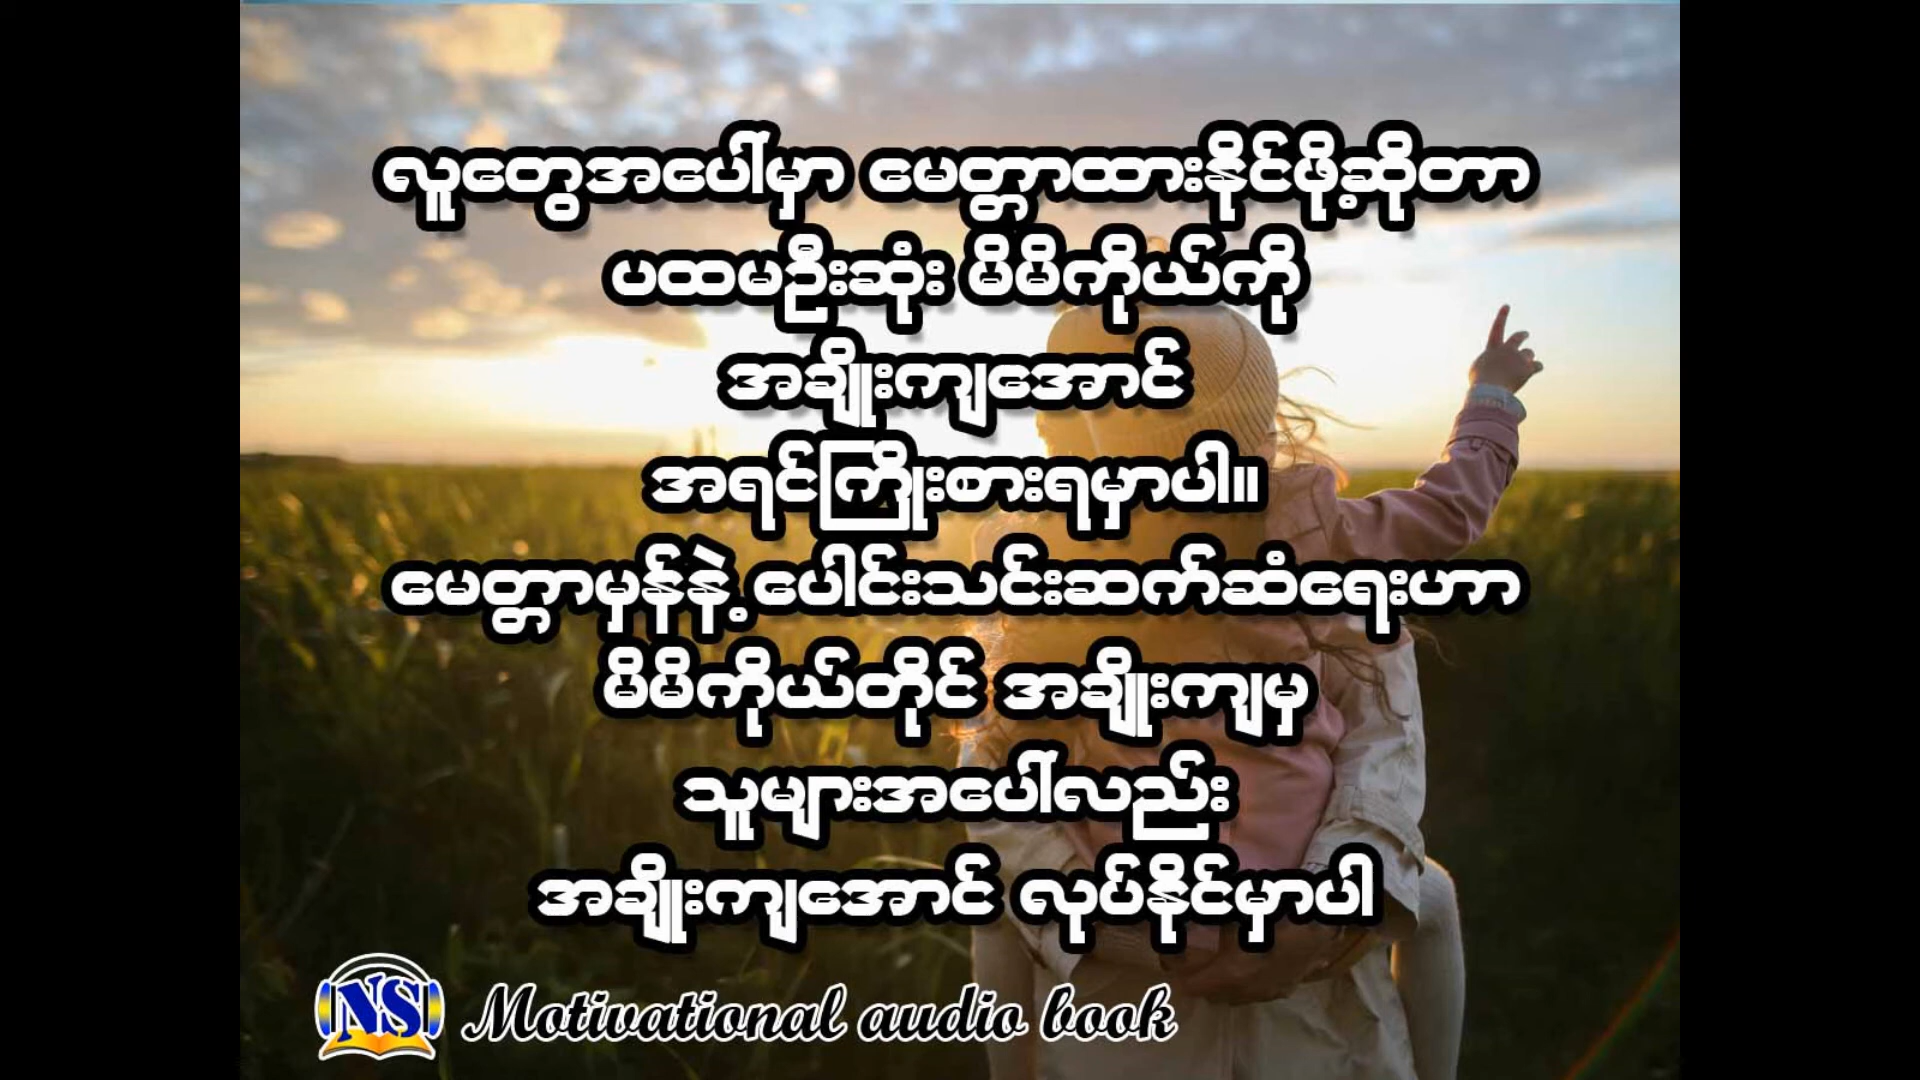 လူတွေအပေါ်မှာ မေတ္တာထားနိုင်ဖို့ဆိုတာ
ပထမဦးဆုံး မိမိကိုယ်ကို
အချိုးကျအောင်
အရင်ကြိုးစားရမှာပါ။
မေတ္တာမှန်နဲ့ ပေါင်းသင်းဆက်ဆံရေးဟာ
မိမိကိုယ်တိုင် အချိုးကျမှ
သူများအပေါ်လည်း
အချိုးကျအောင် လုပ်နိုင်မှာပါ
NS Motivational audio book